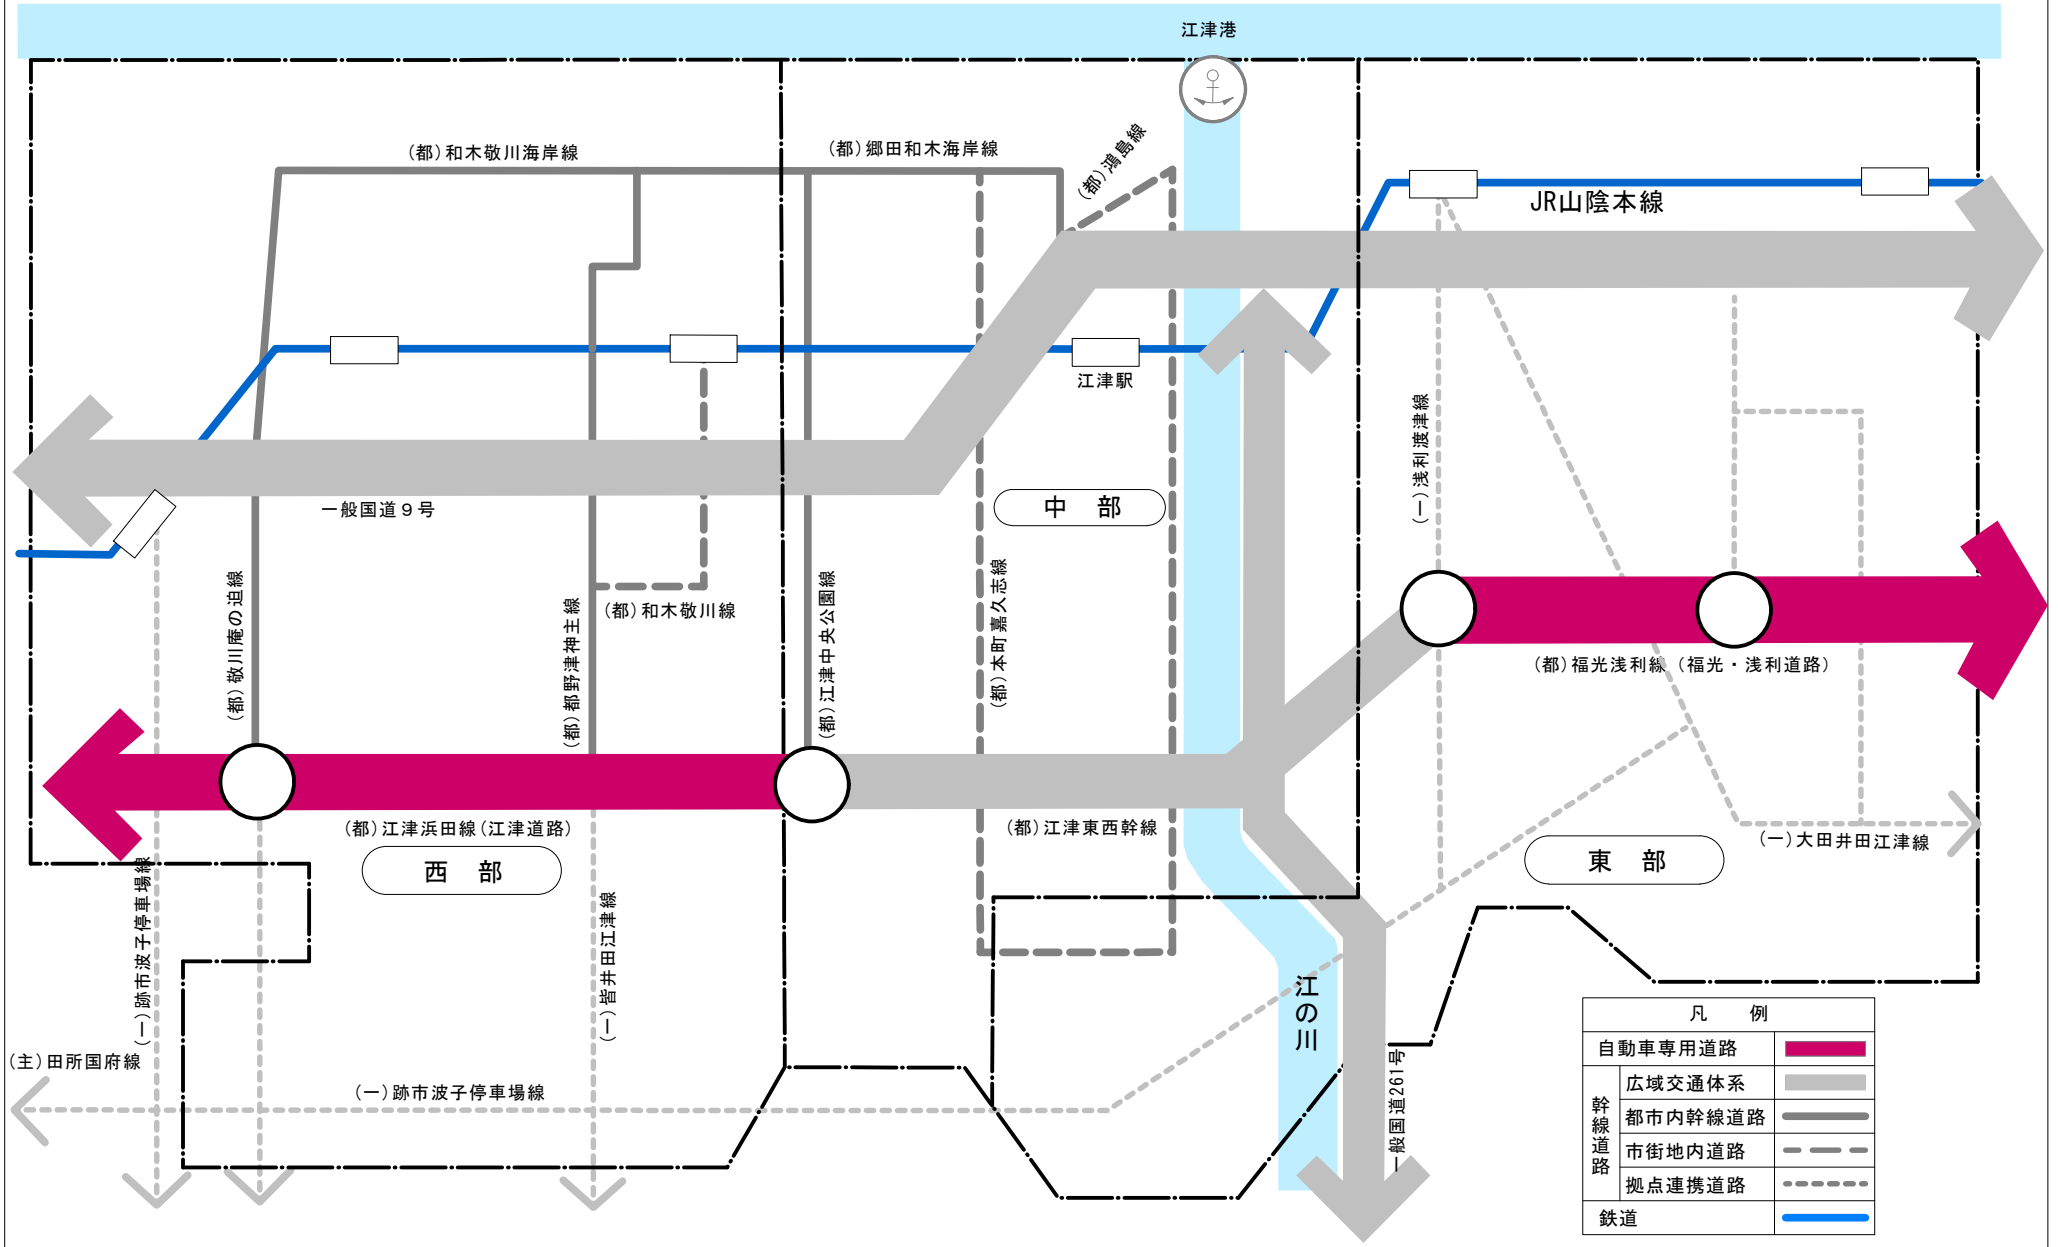 江津港
(都)和木敬川海岸線
(都)郷田和木海岸線
(都)鴻島線
JR山陰本線
江津駅
一般国道９号
中　部
(一)浅利渡津線
(都)敬川庵の迫線
(都)都野津神主線
(都)和木敬川線
(都)江津中央公園線
(都)本町嘉久志線
(都)福光浅利線（福光・浅利道路）
(都)江津浜田線(江津道路)
(都)江津東西幹線
(一)大田井田江津線
西　部
東　部
(一)跡市波子停車場線
(一)皆井田江津線
江の川
(主)田所国府線
(一)跡市波子停車場線
一般国道261号
凡　例
自動車専用道路
幹線道路
広域交通体系
都市内幹線道路
市街地内道路
拠点連携道路
鉄道